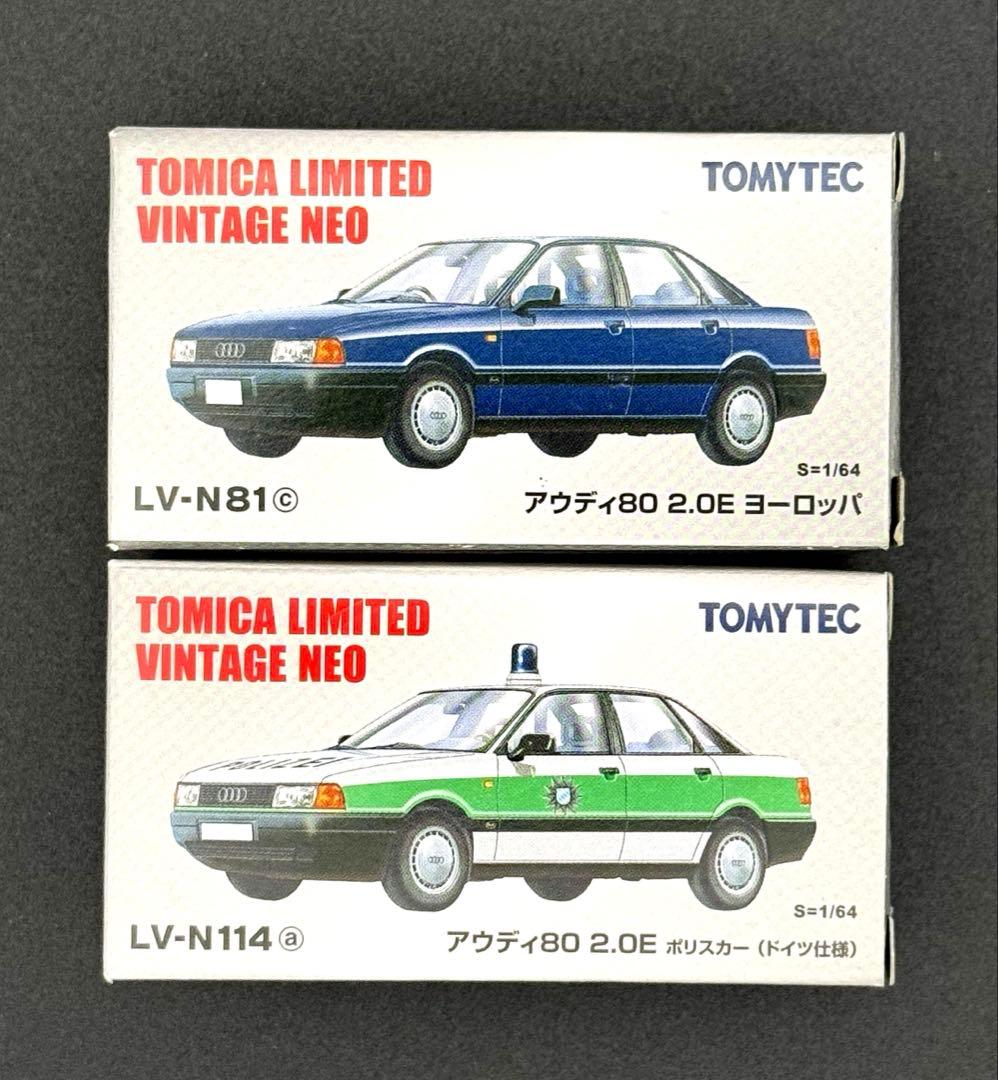 TOMICA LIMITED
VINTAGE NEO
TOMYTEC
S=1/64
LV-N81ⓒ
アウディ80 2.0E ヨーロッパ
TOMICA LIMITED
VINTAGE NEO
TOMYTEC
POLIZEI
S=1/64
LV-N114ⓐ
アウディ80 2.0E ポリスカー（ドイツ仕様）